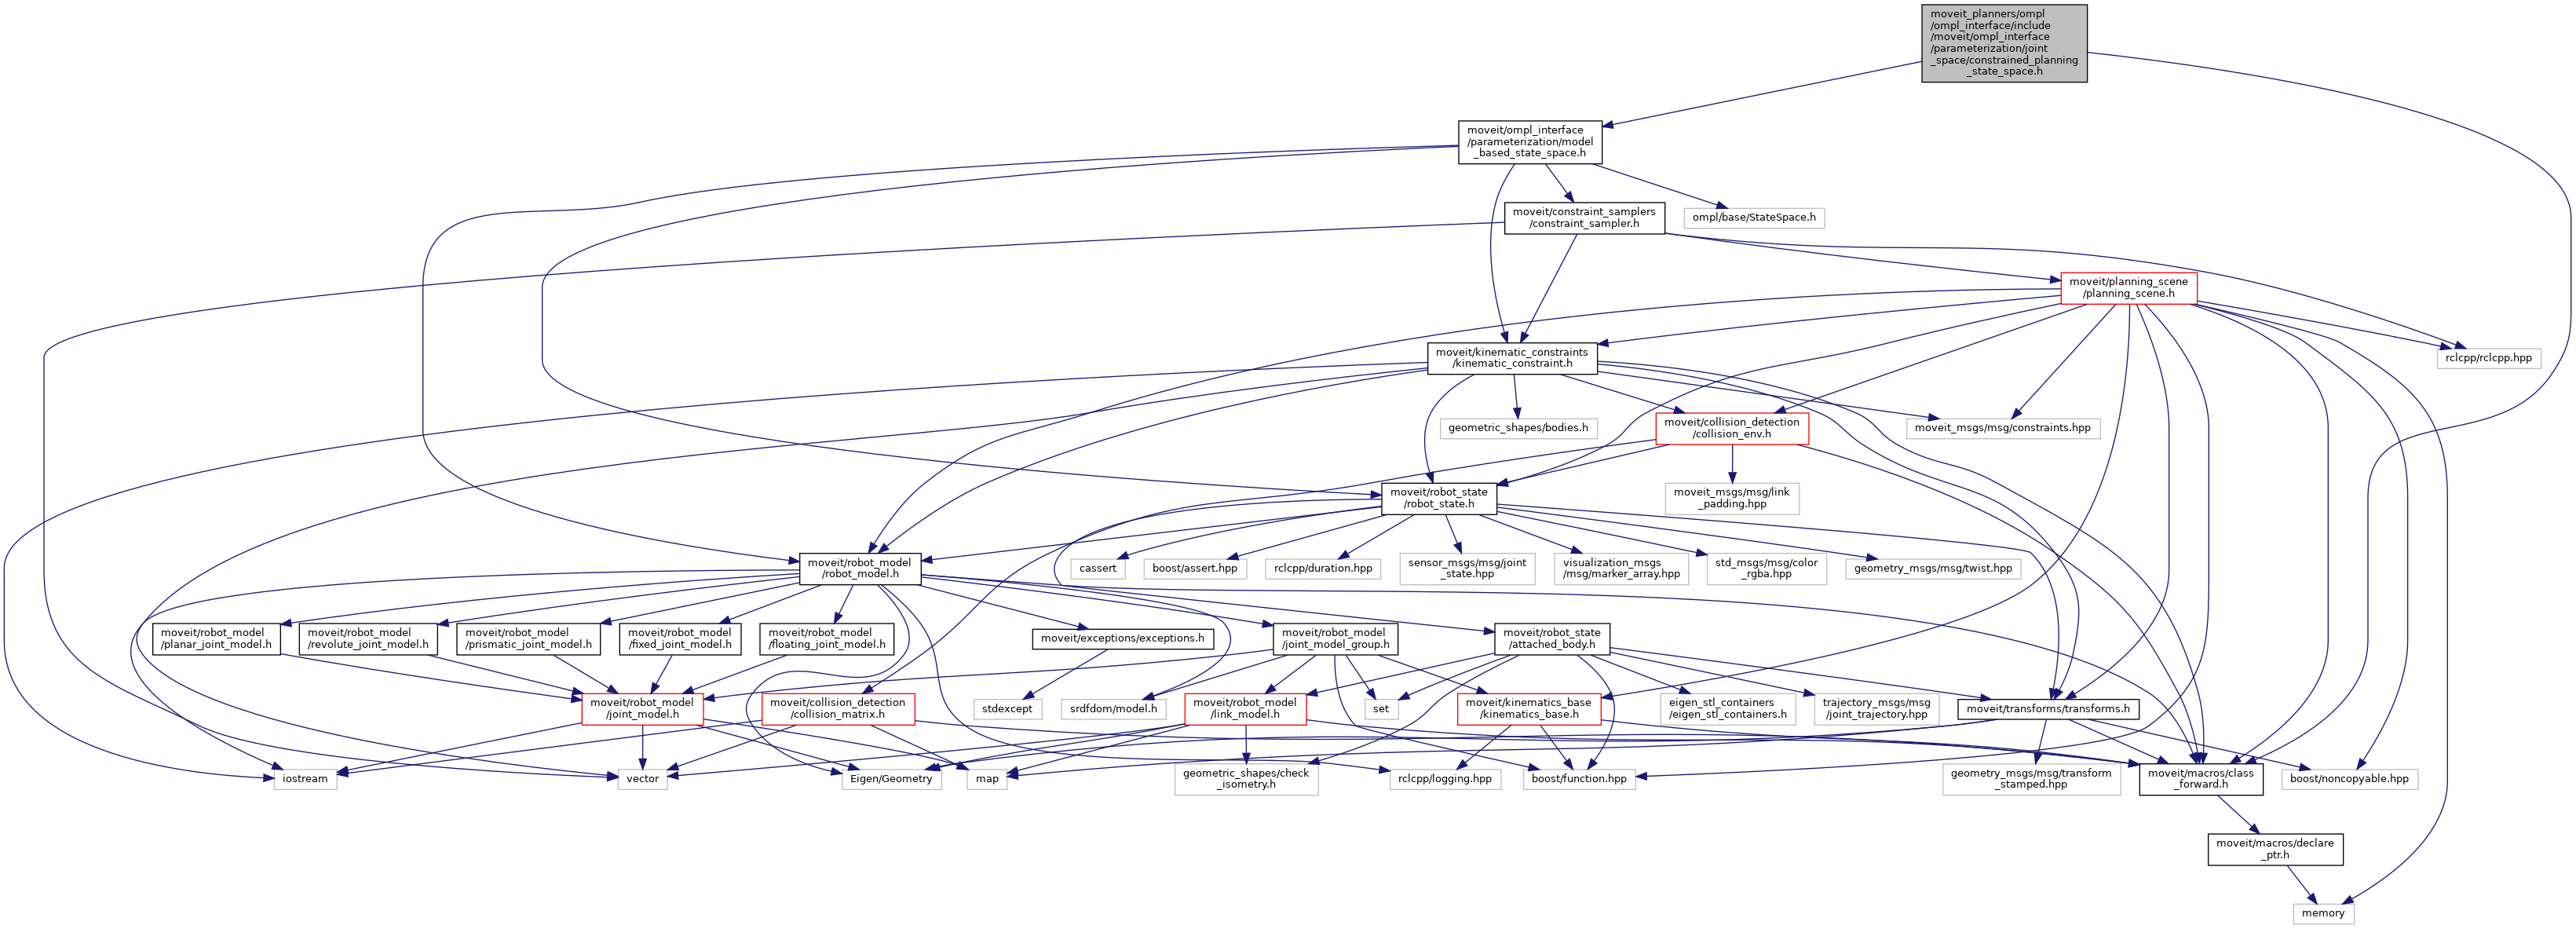 moveit_planners/ompl
/ompl_interface/include
/moveit/ompl_interface
/parameterization/joint
_space/constrained_planning
_state_space.h
moveit/ompl_interface
/parameterization/model
_based_state_space.h
moveit/constraint_samplers
/constraint_sampler.h
ompl/base/StateSpace.h
moveit/planning_scene
/planning_scene.h
moveit/kinematic_constraints
/kinematic_constraint.h
rclcpp/rclcpp.hpp
geometric_shapes/bodies.h
moveit/collision_detection
/collision_env.h
moveit_msgs/msg/constraints.hpp
moveit/robot_state
/robot_state.h
moveit_msgs/msg/link
_padding.hpp
moveit/robot_model
/robot_model.h
cassert
boost/assert.hpp
rclcpp/duration.hpp
sensor_msgs/msg/joint
_state.hpp
visualization_msgs
/msg/marker_array.hpp
std_msgs/msg/color
_rgba.hpp
geometry_msgs/msg/twist.hpp
moveit/robot_model
/planar_joint_model.h
moveit/robot_model
/revolute_joint_model.h
moveit/robot_model
/prismatic_joint_model.h
moveit/robot_model
/fixed_joint_model.h
moveit/robot_model
/floating_joint_model.h
moveit/exceptions/exceptions.h
moveit/robot_model
/joint_model_group.h
moveit/robot_state
/attached_body.h
moveit/robot_model
/joint_model.h
moveit/collision_detection
/collision_matrix.h
stdexcept
srdfdom/model.h
moveit/robot_model
/link_model.h
set
moveit/kinematics_base
/kinematics_base.h
eigen_stl_containers
/eigen_stl_containers.h
trajectory_msgs/msg
/joint_trajectory.hpp
moveit/transforms/transforms.h
iostream
vector
Eigen/Geometry
map
geometric_shapes/check
_isometry.h
rclcpp/logging.hpp
boost/function.hpp
geometry_msgs/msg/transform
_stamped.hpp
moveit/macros/class
_forward.h
boost/noncopyable.hpp
moveit/macros/declare
_ptr.h
memory